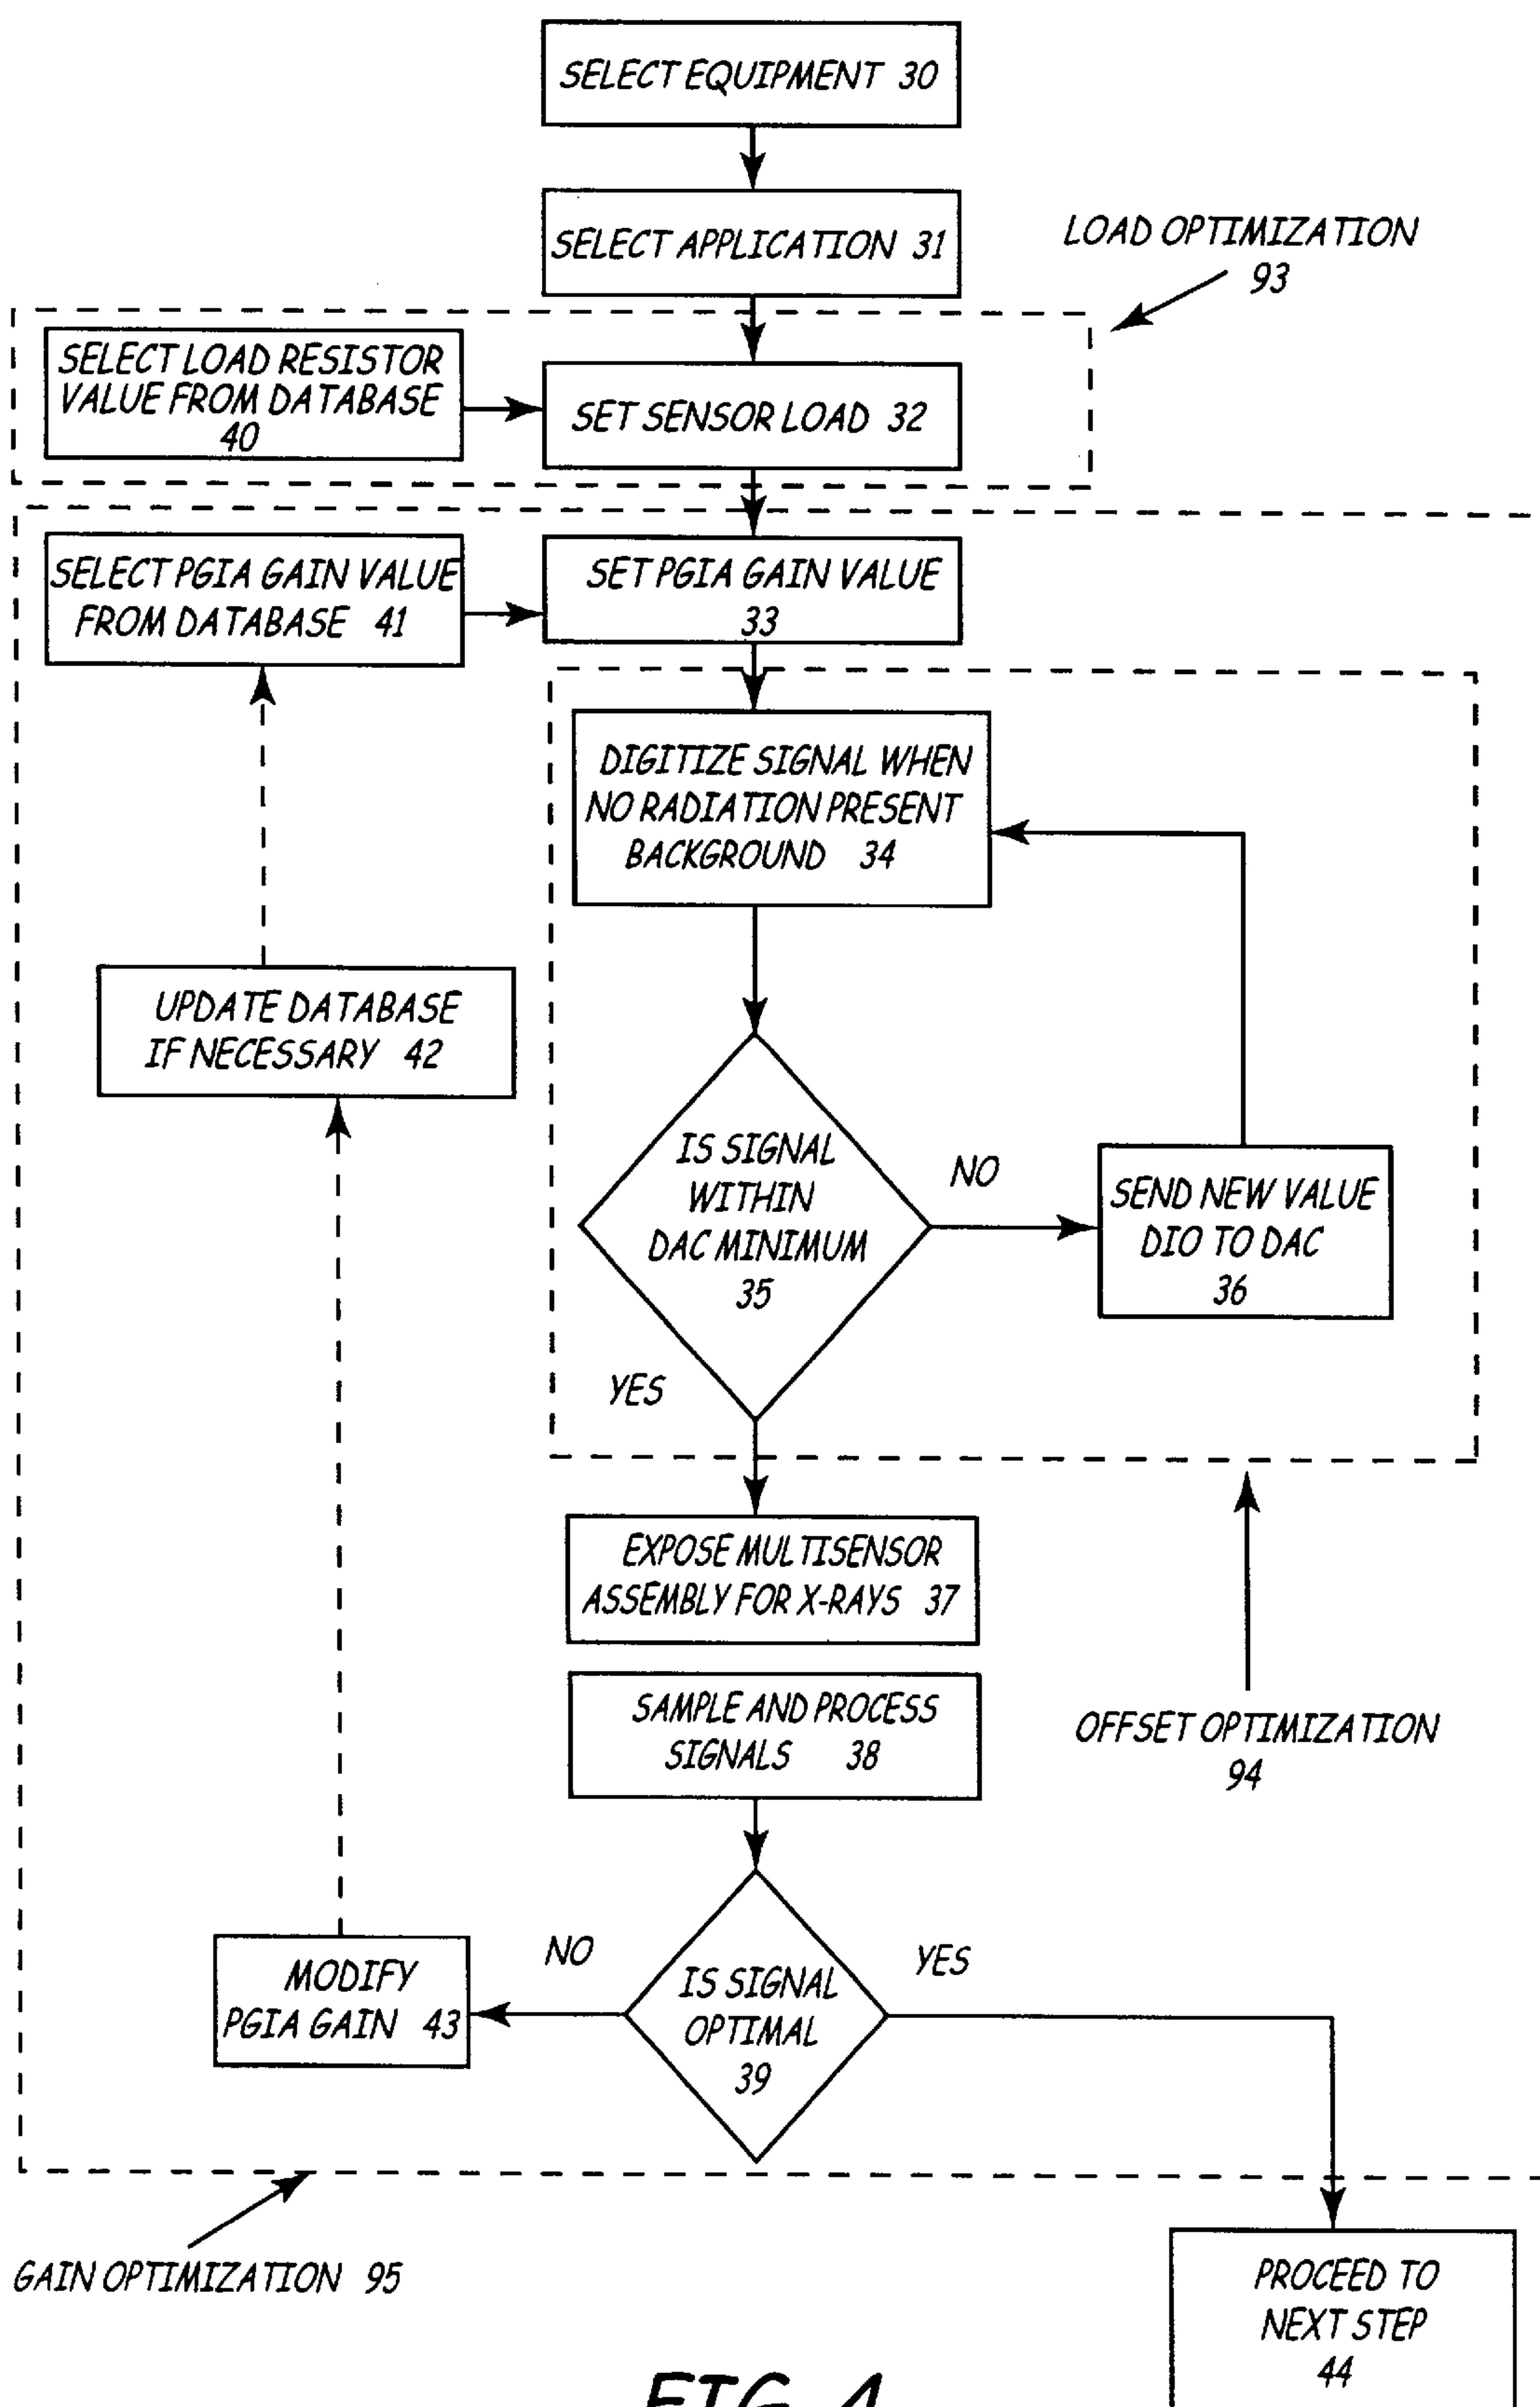 SELECT EQUIPMENT 30
SELECT APPLICATION 31
LOAD OPTIMIZATION
93
SELECT LOAD RESISTOR
VALUE FROM DATABASE
40
SET SENSOR LOAD 32
SELECT PGIA GAIN VALUE
FROM DATABASE 41
SET PGIA GAIN VALUE
33
DIGITIZE SIGNAL WHEN
NO RADIATION PRESENT
BACKGROUND 34
UPDATE DATABASE
IF NECESSARY 42
IS SIGNAL
WITHIN
DAC MINIMUM
35
NO
SEND NEW VALUE
DIO TO DAC
36
YES
EXPOSE MULTISENSOR
ASSEMBLY FOR X-RAYS 37
SAMPLE AND PROCESS
SIGNALS 38
OFFSET OPTIMIZATION
94
MODIFY
PGIA GAIN 43
NO
IS SIGNAL
OPTIMAL
39
YES
GAIN OPTIMIZATION 95
PROCEED TO
NEXT STEP
44